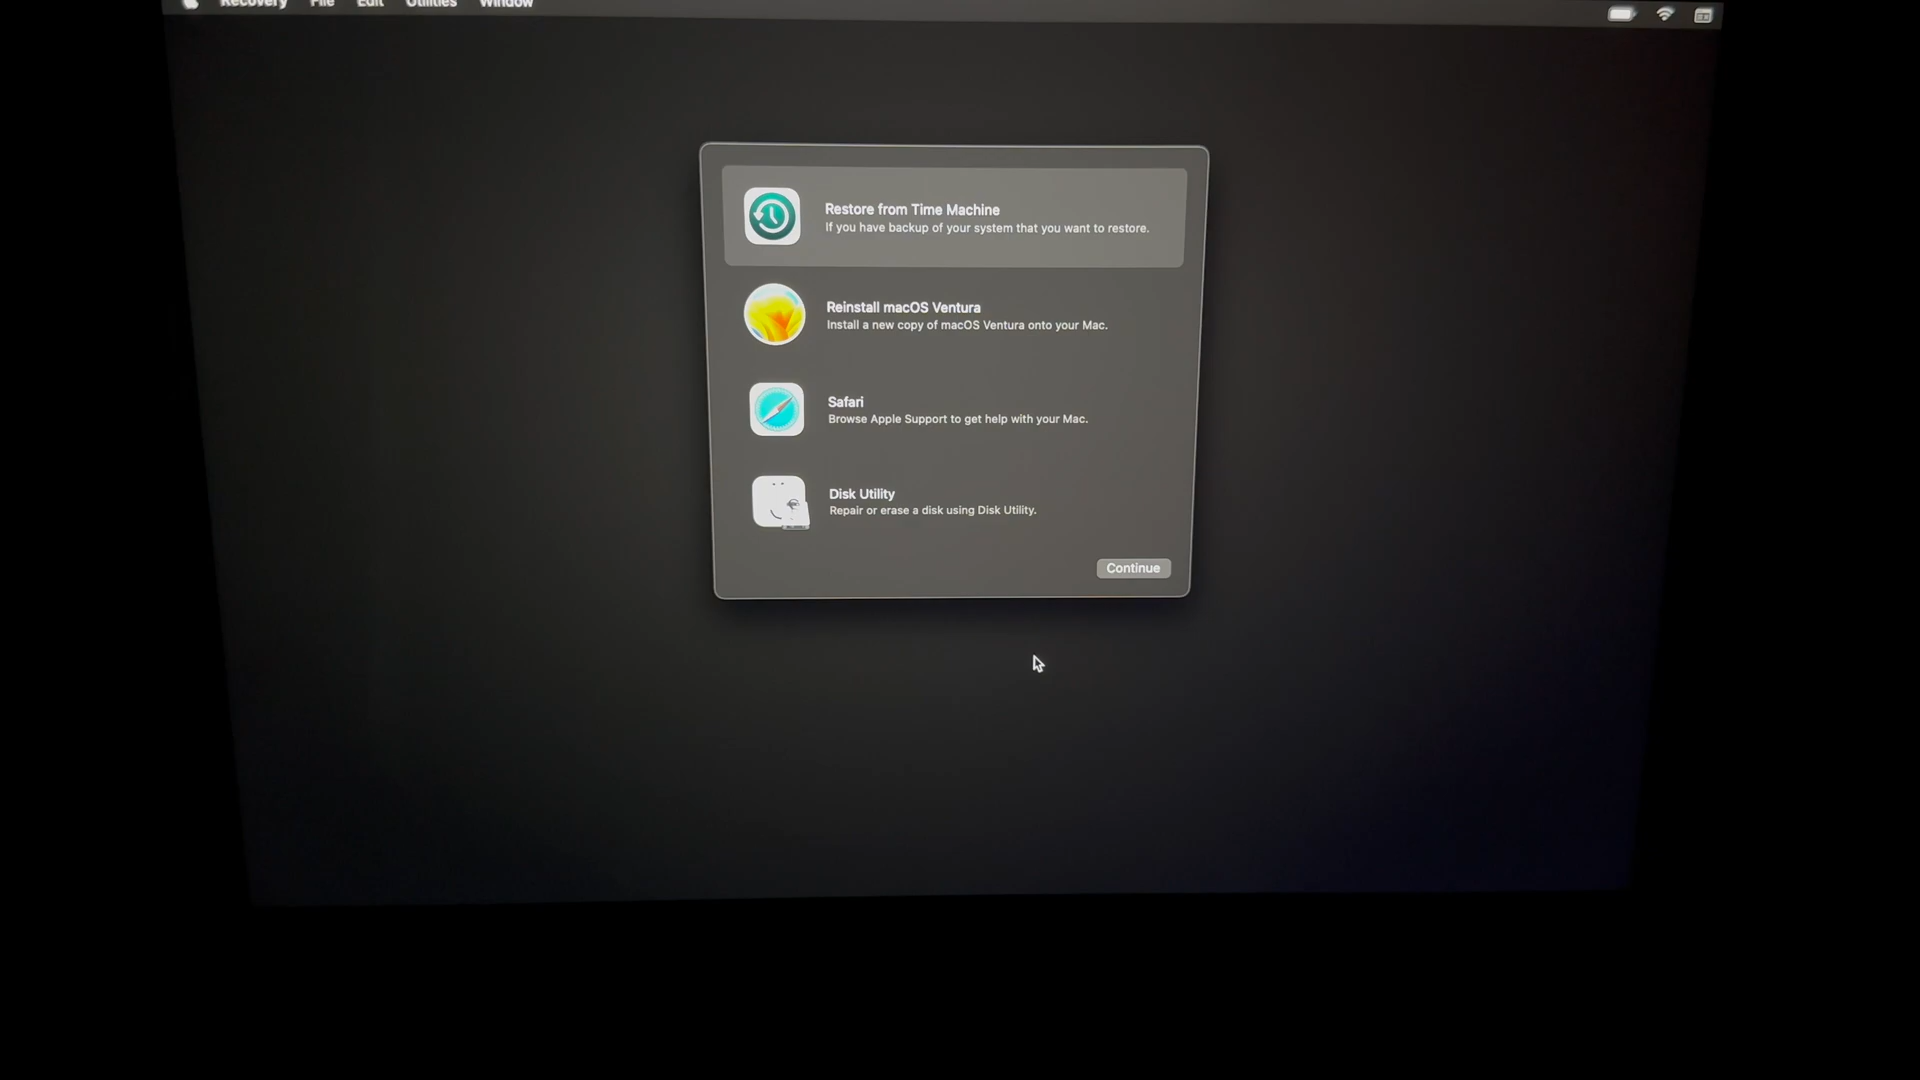 Recovery File Edit Utilities Window
Restore from Time Machine
If you have backup of your system that you want to restore.
Reinstall macOS Ventura
Install a new copy of macOS Ventura onto your Mac.
Safari
Browse Apple Support to get help with your Mac.
Disk Utility
Repair or erase a disk using Disk Utility.
Continue